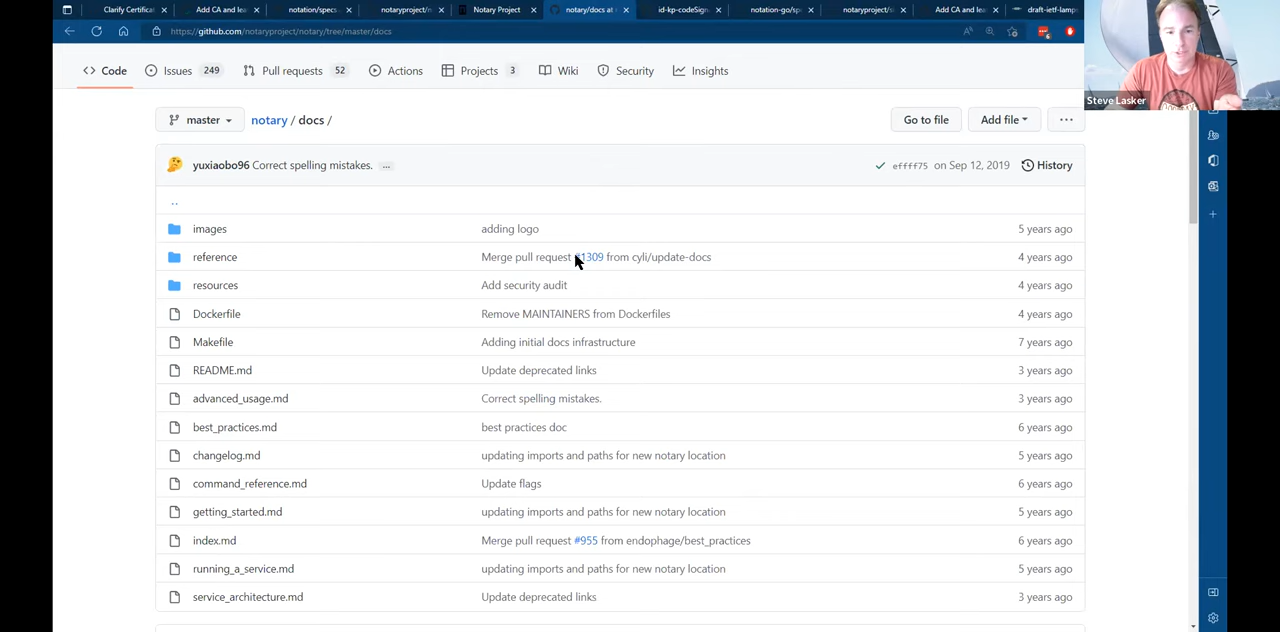 Clarify Certificat
Add CA and lea
notation/specs
notaryproject/n
Notary Project
notary/docs at
id-kp-codeSign
notation-go/sp
notaryproject/s
Add CA and lea
draft-ietf-lamps
https://github.com/notaryproject/notary/tree/master/docs
Steve Lasker
Code
Issues 249
Pull requests 52
Actions
Projects 3
Wiki
Security
Insights
master
notary / docs /
Go to file
Add file
yuxiaobo96 Correct spelling mistakes. ...
effff75 on Sep 12, 2019
History
..
images adding logo 5 years ago
reference Merge pull request #1309 from cyli/update-docs 4 years ago
resources Add security audit 4 years ago
Dockerfile Remove MAINTAINERS from Dockerfiles 4 years ago
Makefile Adding initial docs infrastructure 7 years ago
README.md Update deprecated links 3 years ago
advanced_usage.md Correct spelling mistakes. 3 years ago
best_practices.md best practices doc 6 years ago
changelog.md updating imports and paths for new notary location 5 years ago
command_reference.md Update flags 6 years ago
getting_started.md updating imports and paths for new notary location 5 years ago
index.md Merge pull request #955 from endophage/best_practices 6 years ago
running_a_service.md updating imports and paths for new notary location 5 years ago
service_architecture.md Update deprecated links 3 years ago